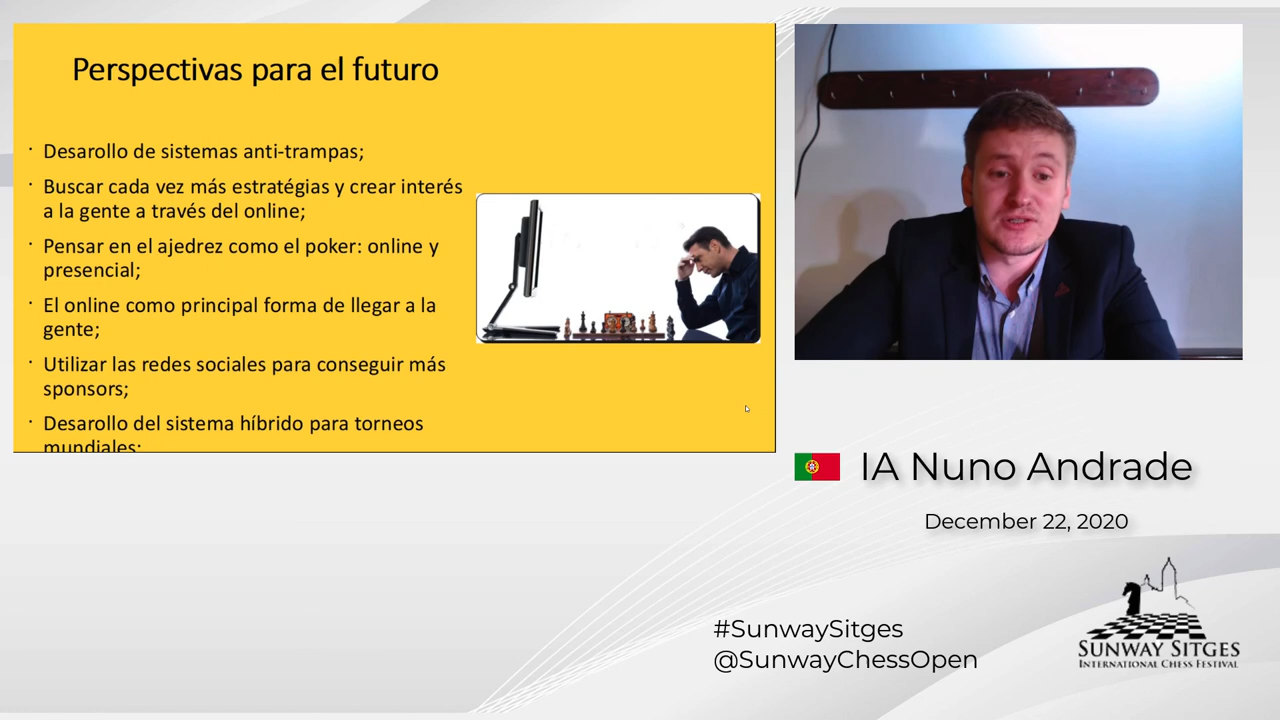 Perspectivas para el futuro
· Desarollo de sistemas anti-trampas;
· Buscar cada vez más estratégias y crear interés
a la gente a través del online;
· Pensar en el ajedrez como el poker: online y
presencial;
· El online como principal forma de llegar a la
gente;
· Utilizar las redes sociales para conseguir más
sponsors;
· Desarollo del sistema híbrido para torneos
mundiales;
IA Nuno Andrade
December 22, 2020
#SunwaySitges
@SunwayChessOpen
SUNWAY SITGES
INTERNATIONAL CHESS FESTIVAL